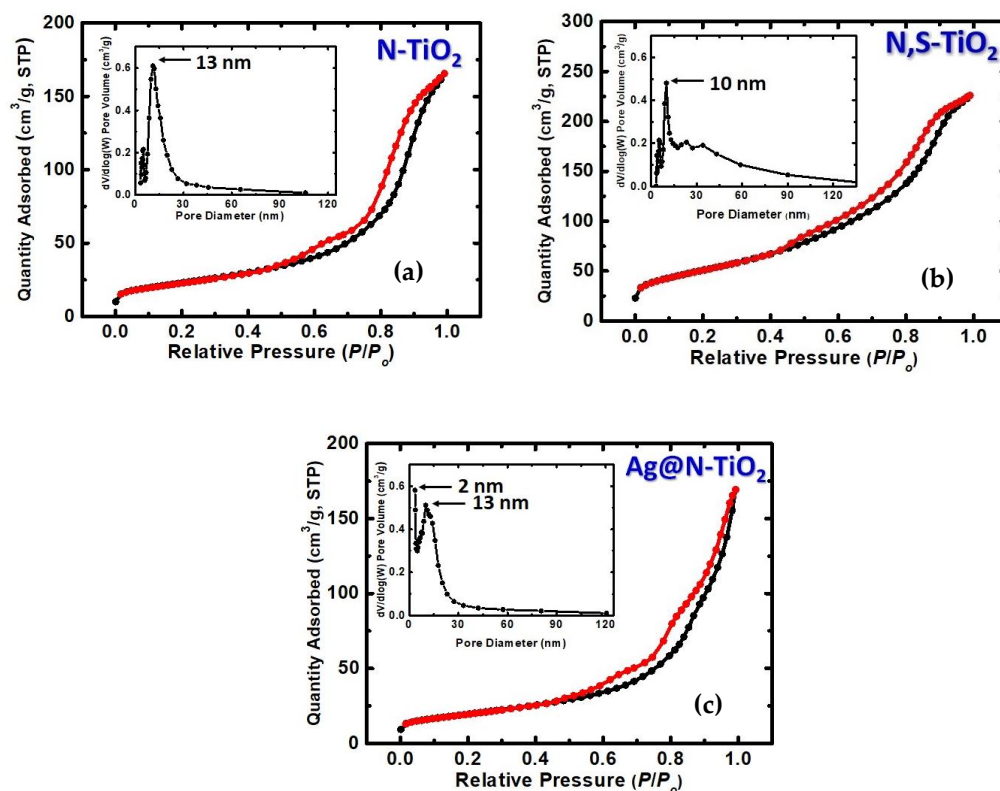 N-TiO₂
Quantity Adsorbed (cm³/g, STP)
200
150
100
50
0
0.0 0.2 0.4 0.6 0.8 1.0
Relative Pressure (P/Pₒ)
dV/dlog(W) Pore Volume (cm³/g)
0.6
0.4
0.2
0.0
0 30 60 90 120
Pore Diameter (nm)
13 nm
(a)
N,S-TiO₂
Quantity Adsorbed (cm³/g, STP)
300
250
200
150
100
50
0
0.0 0.2 0.4 0.6 0.8 1.0
Relative Pressure (P/Pₒ)
dV/dlog(W) Pore Volume (cm³/g)
0.6
0.4
0.2
0.0
0 30 60 90 120
Pore Diameter (nm)
10 nm
(b)
Ag@N-TiO₂
Quantity Adsorbed (cm³/g, STP)
200
150
100
50
0
0.0 0.2 0.4 0.6 0.8 1.0
Relative Pressure (P/Pₒ)
dV/dlog(W) Pore Volume (cm³/g)
0.6
0.4
0.2
0.0
0 30 60 90 120
Pore Diameter (nm)
2 nm
13 nm
(c)